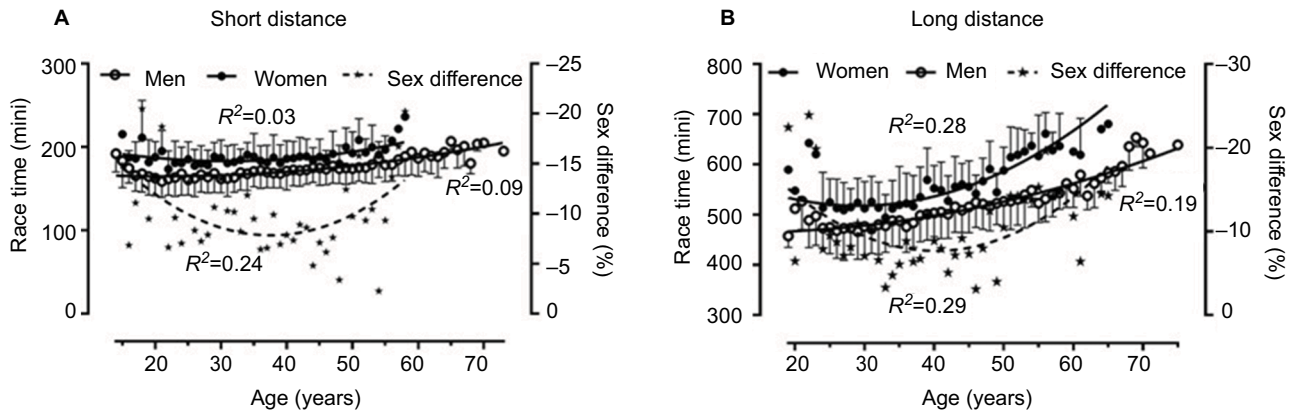 A
Short distance
300
200
100
0
Race time (mini)
Men
Women
Sex difference
R²=0.03
R²=0.09
R²=0.24
–25
–20
–15
–10
–5
0
Sex difference (%)
20
30
40
50
60
70
Age (years)
B
Long distance
800
700
600
500
400
300
Race time (mini)
Women
Men
Sex difference
R²=0.28
R²=0.19
R²=0.29
–30
–20
–10
0
Sex difference (%)
20
30
40
50
60
70
Age (years)